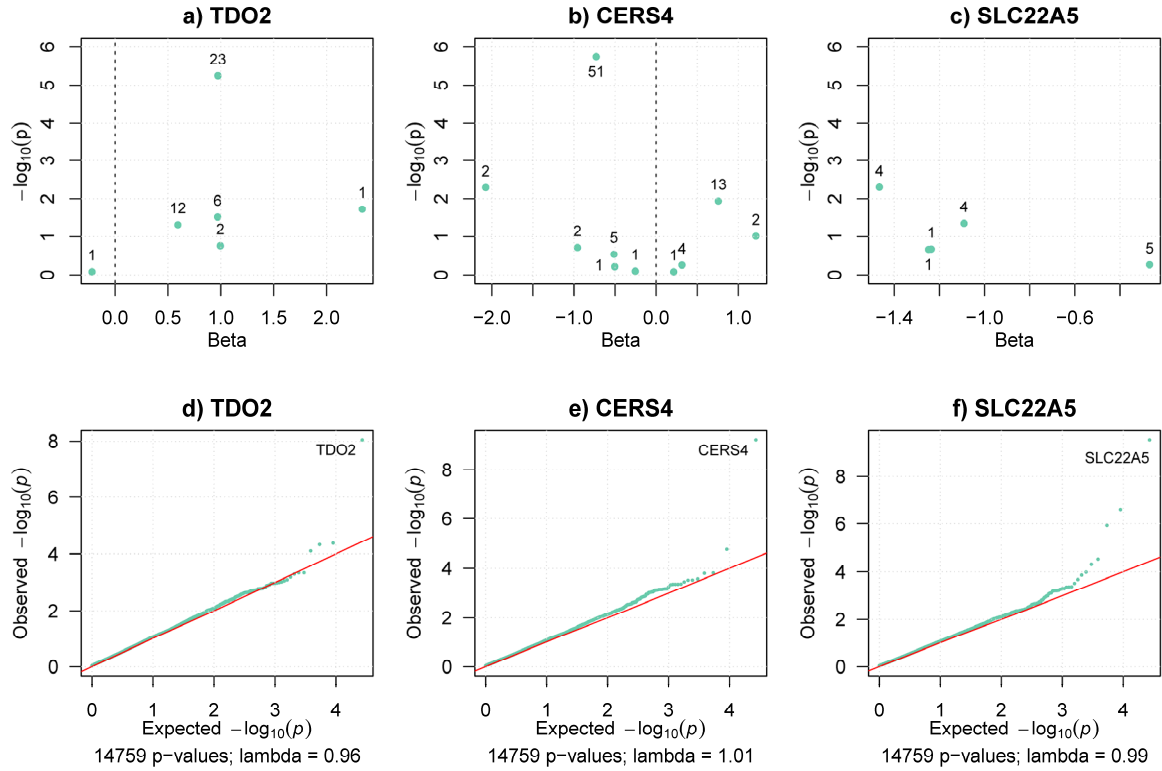 a) TDO2
b) CERS4
c) SLC22A5
−log10(p)
6
5
4
3
2
1
0
23
12
6
2
1
1
0.0 0.5 1.0 1.5 2.0
Beta
−log10(p)
6
5
4
3
2
1
0
51
2
13
2
2
5
1
1
1
4
−2.0 −1.0 0.0 1.0
Beta
−log10(p)
6
5
4
3
2
1
0
4
4
1
1
5
−1.4 −1.0 −0.6
Beta
d) TDO2
e) CERS4
f) SLC22A5
Observed −log10(p)
8
6
4
2
0
TDO2
0 1 2 3 4
Expected −log10(p)
14759 p−values; lambda = 0.96
Observed −log10(p)
8
6
4
2
0
CERS4
0 1 2 3 4
Expected −log10(p)
14759 p−values; lambda = 1.01
Observed −log10(p)
8
6
4
2
0
SLC22A5
0 1 2 3 4
Expected −log10(p)
14759 p−values; lambda = 0.99